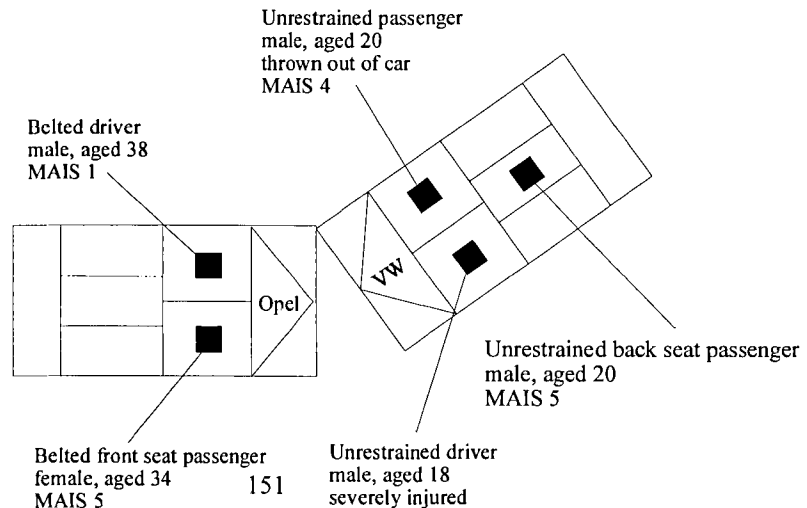 Unrestrained passenger
male, aged 20
thrown out of car
MAIS 4
Belted driver
male, aged 38
MAIS 1
VW
Opel
Unrestrained back seat passenger
male, aged 20
MAIS 5
Belted front seat passenger
female, aged 34
MAIS 5
151
Unrestrained driver
male, aged 18
severely injured